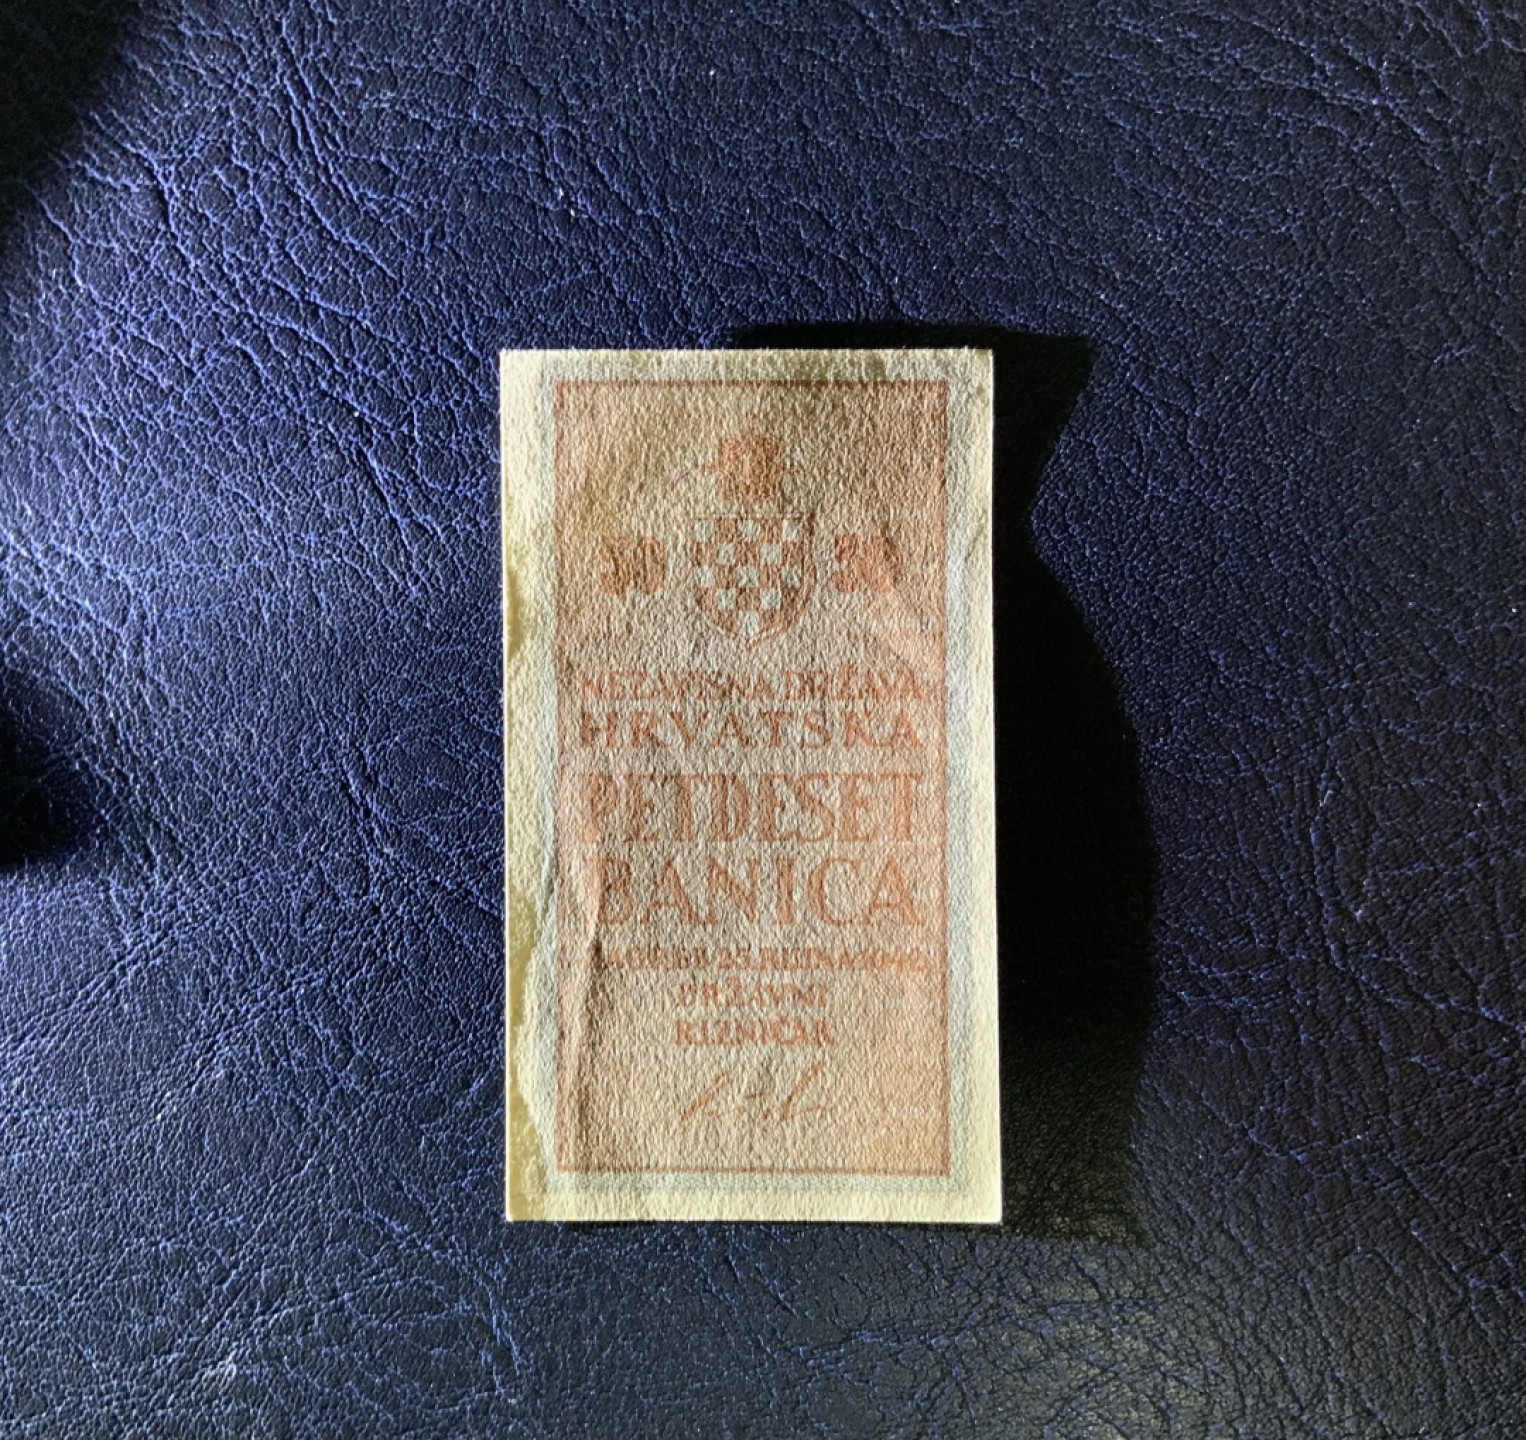 50 50
NEZAVISNA DRŽAVA
HRVATSKA
PETDESET
BANICA
DRŽAVNI
RIZNIČAR